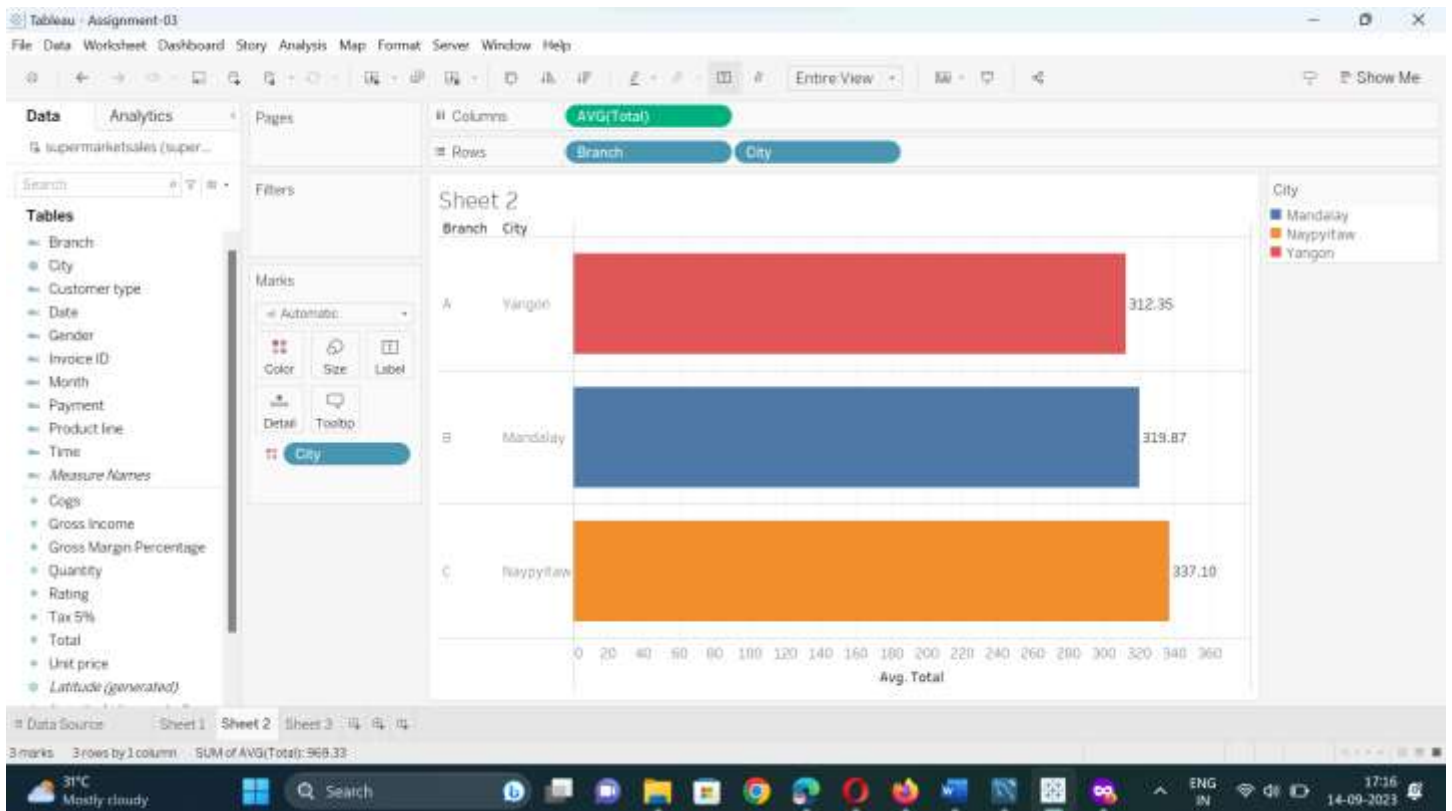 Tableau - Assignment-03
File Data Worksheet Dashboard Story Analysis Map Format Server Window Help
Entire View
Show Me
Data Analytics
Pages
Columns AVG(Total)
supermarketsales (super...
Rows Branch City
Search
Filters
Sheet 2
City
Mandalay
Naypyitaw
Yangon
Tables
Branch City
Branch
City
Customer type
Date
Gender
Invoice ID
Month
Payment
Product line
Time
Measure Names
Cogs
Gross Income
Gross Margin Percentage
Quantity
Rating
Tax 5%
Total
Unit price
Latitude (generated)
Marks
Automatic
Color Size Label
Detail Tooltip
City
A Yangon 312.35
B Mandalay 319.87
C Naypyitaw 337.10
0 20 40 60 80 100 120 140 160 180 200 220 240 260 280 300 320 340 360
Avg. Total
Data Source Sheet 1 Sheet 2 Sheet 3
3 marks 3 rows by 1 column SUM of AVG(Total): 969.33
31°C
Mostly cloudy
Search
ENG
IN
17:16
14-09-2023